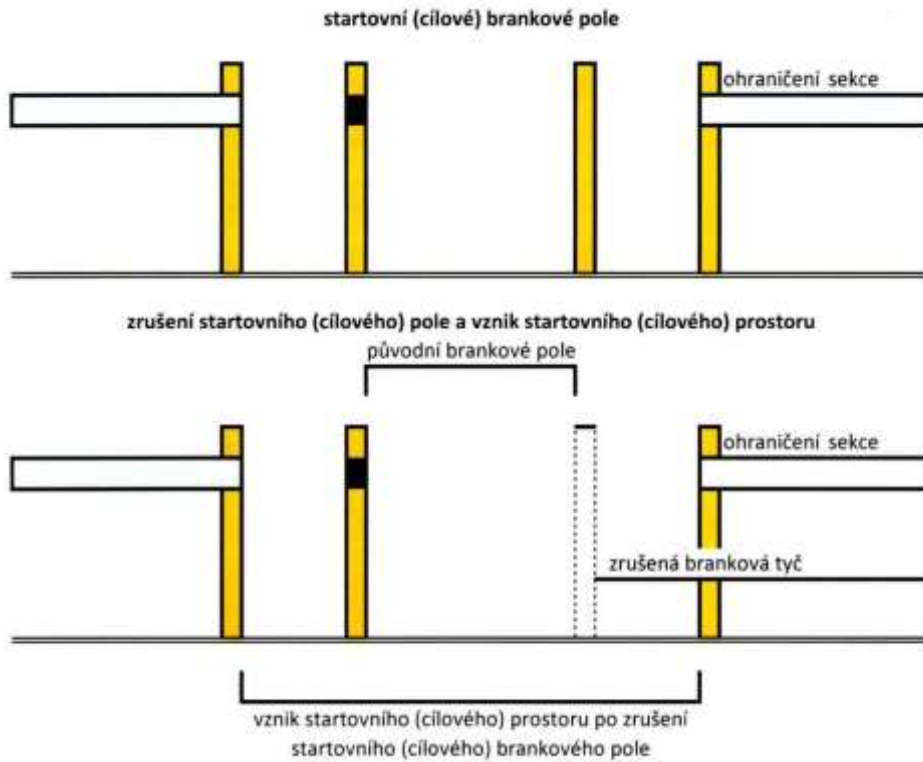 startovní (cílové) brankové pole
ohraničení sekce
zrušení startovního (cílového) pole a vznik startovního (cílového) prostoru
původní brankové pole
ohraničení sekce
zrušená branková tyč
vznik startovního (cílového) prostoru po zrušení
startovního (cílového) brankového pole